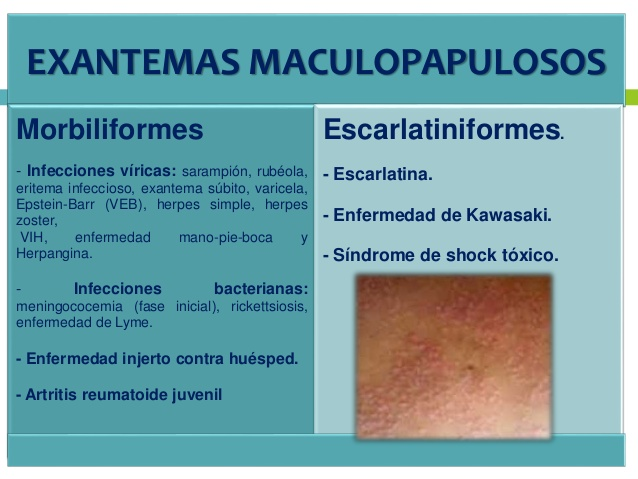 EXANTEMAS MACULOPAPULOSOS
Morbiliformes
- Infecciones víricas: sarampión, rubéola,
eritema infeccioso, exantema súbito, varicela,
Epstein-Barr (VEB), herpes simple, herpes
zoster,
VIH, enfermedad mano-pie-boca y
Herpangina.
- Infecciones bacterianas:
meningococemia (fase inicial), rickettsiosis,
enfermedad de Lyme.
- Enfermedad injerto contra huésped.
- Artritis reumatoide juvenil
Escarlatiniformes.
- Escarlatina.
- Enfermedad de Kawasaki.
- Síndrome de shock tóxico.